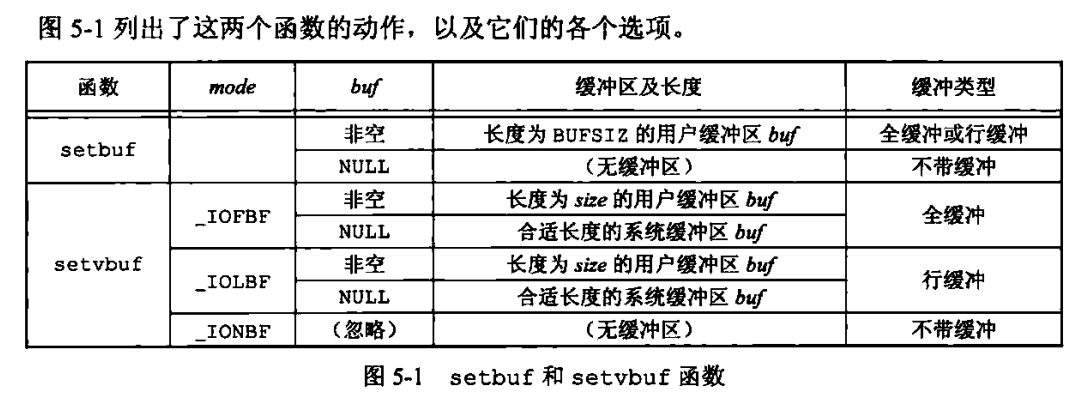 图 5-1 列出了这两个函数的动作，以及它们的各个选项。
函数 mode buf 缓冲区及长度 缓冲类型
setbuf 非空 长度为 BUFSIZ 的用户缓冲区 buf 全缓冲或行缓冲
NULL （无缓冲区） 不带缓冲
setvbuf _IOFBF 非空 长度为 size 的用户缓冲区 buf 全缓冲
NULL 合适长度的系统缓冲区 buf
_IOLBF 非空 长度为 size 的用户缓冲区 buf 行缓冲
NULL 合适长度的系统缓冲区 buf
_IONBF （忽略） （无缓冲区） 不带缓冲
图 5-1 setbuf 和 setvbuf 函数